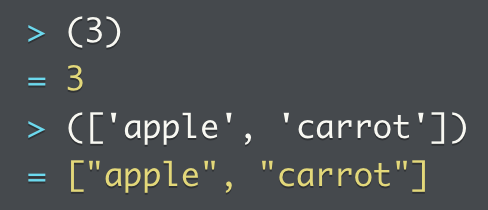 > (3)
= 3
> (['apple', 'carrot'])
= ["apple", "carrot"]